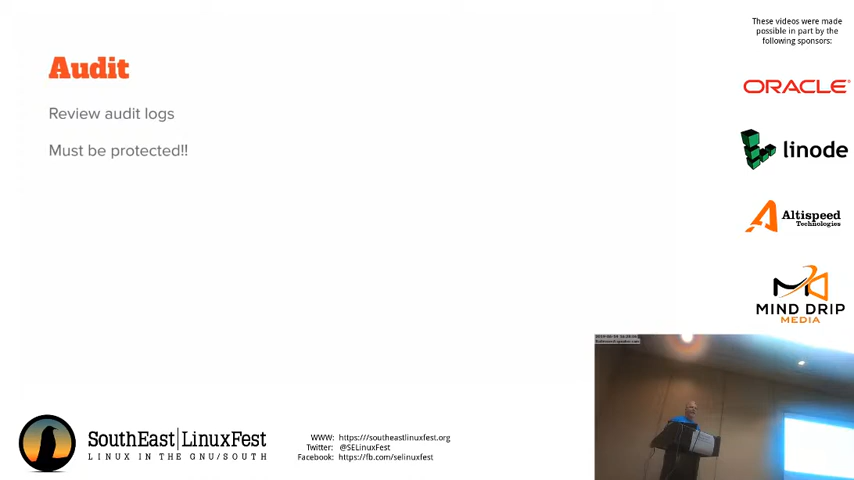 Audit
Review audit logs
Must be protected!!
These videos were made
possible in part by the
following sponsors:
ORACLE®
linode
Altispeed
Technologies
MIND DRIP
MEDIA
SouthEast|LinuxFest
LINUX IN THE GNU/SOUTH
WWW: https:///southeastlinuxfest.org
Twitter: @SELinuxFest
Facebook: https://fb.com/selinuxfest